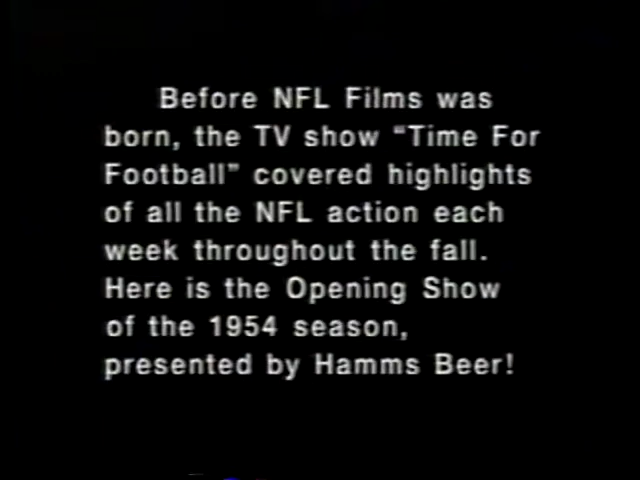 Before NFL Films was
born, the TV show “Time For
Football” covered highlights
of all the NFL action each
week throughout the fall.
Here is the Opening Show
of the 1954 season,
presented by Hamms Beer!